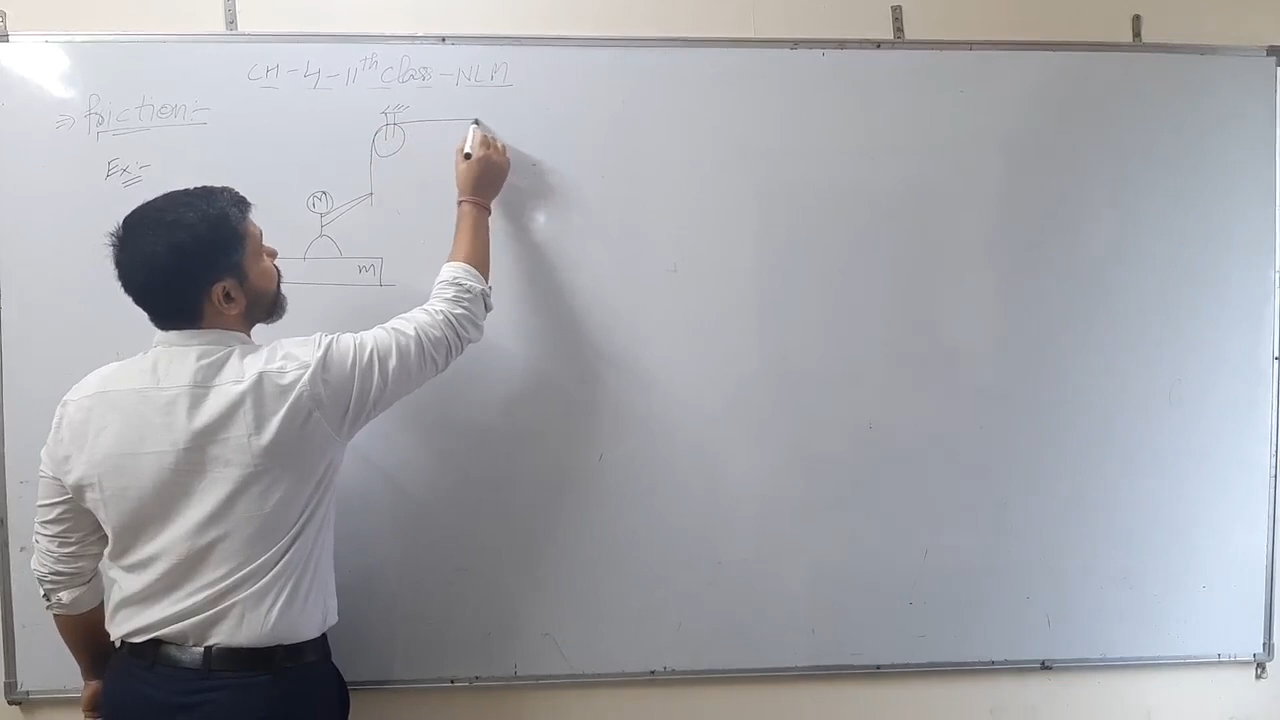 CH-4-11th Class-NLM
=> friction:-
Ex:-
M
m